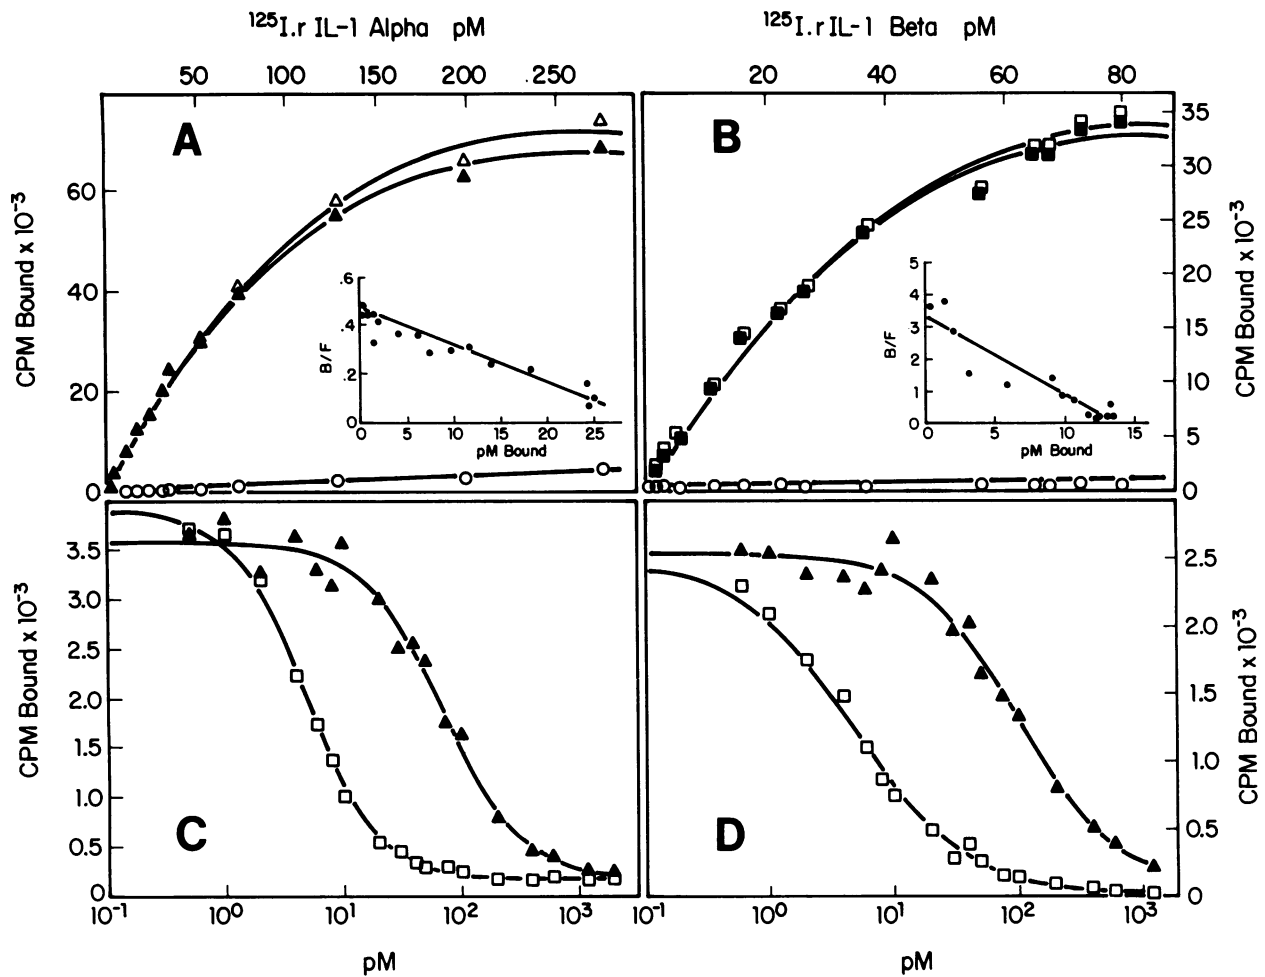 ¹²⁵I.r IL-1 Alpha pM
¹²⁵I.r IL-1 Beta pM
50 100 150 200 .250
20 40 60 80
A
B
CPM Bound x 10⁻³
60
40
20
0
35
30
25
20
15
10
5
0
CPM Bound x 10⁻³
.6
.4
.2
0
B/F
0 5 10 15 20 25
pM Bound
5
4
3
2
1
0
B/F
0 5 10 15
pM Bound
C
D
CPM Bound x 10⁻³
3.5
3.0
2.5
2.0
1.5
1.0
0.5
0
2.5
2.0
1.5
1.0
0.5
0
CPM Bound x 10⁻³
10⁻¹ 10⁰ 10¹ 10² 10³
10⁻¹ 10⁰ 10¹ 10² 10³
pM
pM